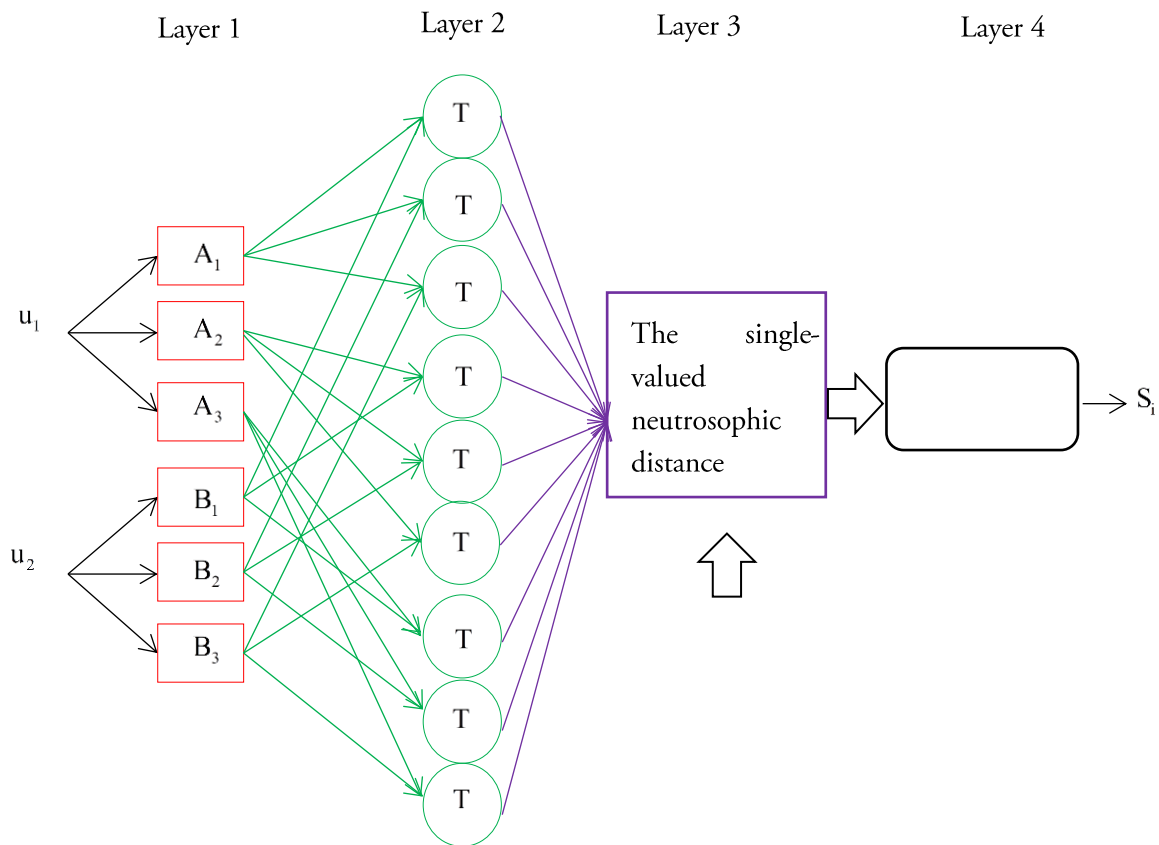 Layer 1
Layer 2
Layer 3
Layer 4
u₁
A₁
A₂
A₃
u₂
B₁
B₂
B₃
T
T
T
T
T
T
T
T
T
The single-
valued
neutrosophic
distance
Sᵢ